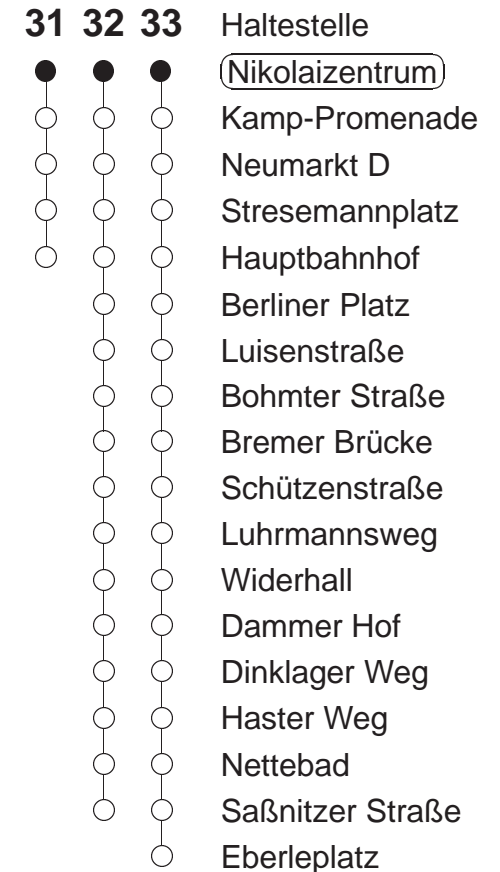 31 32 33 Haltestelle
Nikolaizentrum
Kamp-Promenade
Neumarkt D
Stresemannplatz
Hauptbahnhof
Berliner Platz
Luisenstraße
Bohmter Straße
Bremer Brücke
Schützenstraße
Luhrmannsweg
Widerhall
Dammer Hof
Dinklager Weg
Haster Weg
Nettebad
Saßnitzer Straße
Eberleplatz